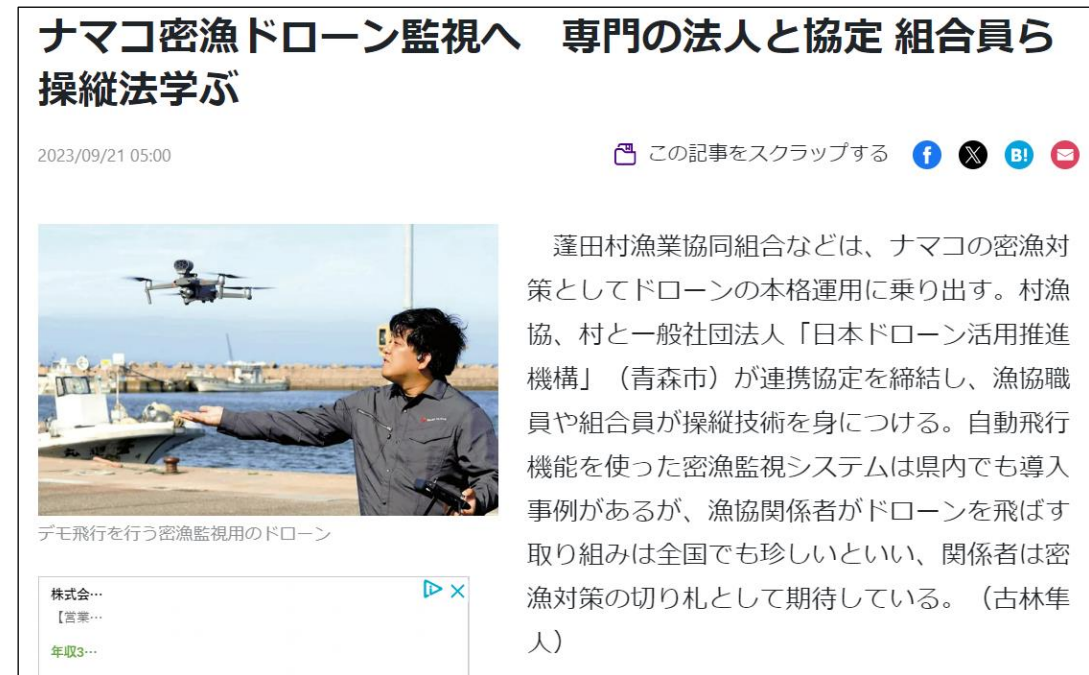 ナマコ密漁ドローン監視へ　専門の法人と協定 組合員ら
操縦法学ぶ
2023/09/21 05:00
この記事をスクラップする
B!
デモ飛行を行う密漁監視用のドローン
株式会…
【営業…
年収3…
　蓬田村漁業協同組合などは、ナマコの密漁対
策としてドローンの本格運用に乗り出す。村漁
協、村と一般社団法人「日本ドローン活用推進
機構」（青森市）が連携協定を締結し、漁協職
員や組合員が操縦技術を身につける。自動飛行
機能を使った密漁監視システムは県内でも導入
事例があるが、漁協関係者がドローンを飛ばす
取り組みは全国でも珍しいといい、関係者は密
漁対策の切り札として期待している。（古林隼
人）